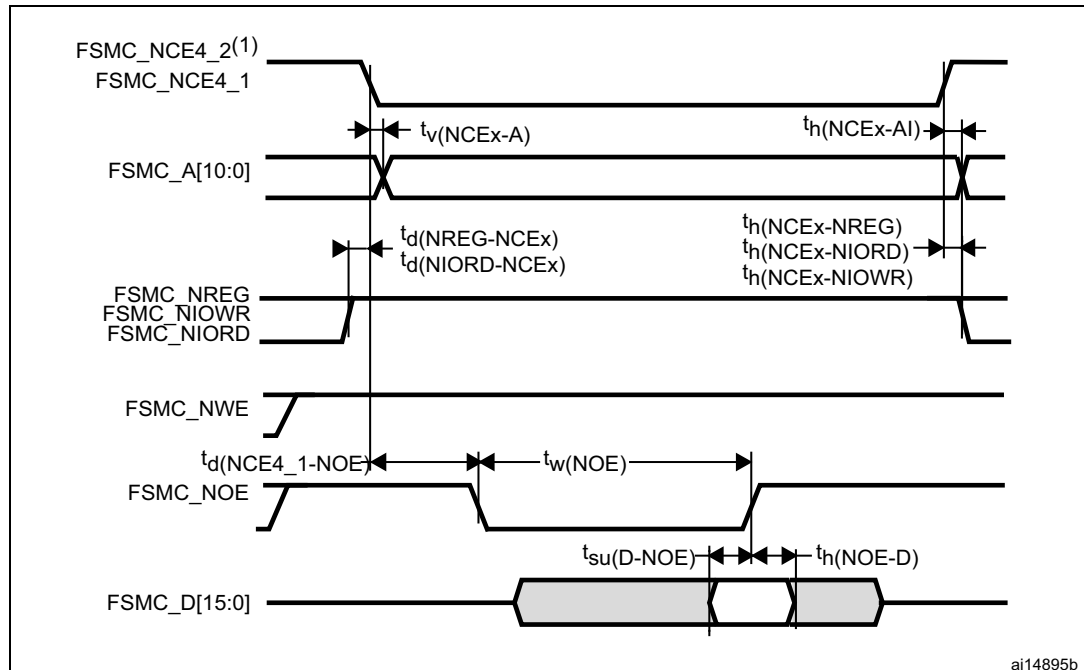 FSMC_NCE4_2(1)
FSMC_NCE4_1
tv(NCEx-A)
th(NCEx-AI)
FSMC_A[10:0]
td(NREG-NCEx)
td(NIORD-NCEx)
th(NCEx-NREG)
th(NCEx-NIORD)
th(NCEx-NIOWR)
FSMC_NREG
FSMC_NIOWR
FSMC_NIORD
FSMC_NWE
td(NCE4_1-NOE)
tw(NOE)
FSMC_NOE
tsu(D-NOE)
th(NOE-D)
FSMC_D[15:0]
ai14895b